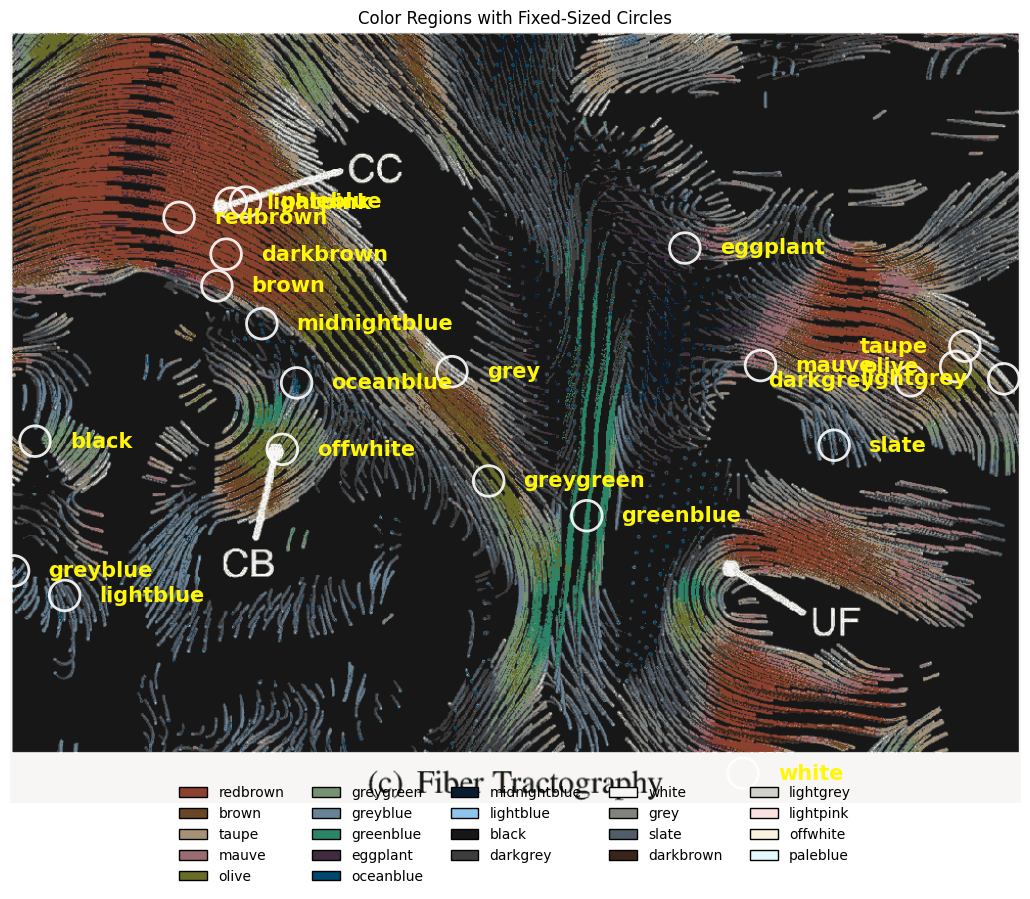 Color Regions with Fixed-Sized Circles
CC
lightpink
paleblue
redbrown
darkbrown
eggplant
brown
midnightblue
taupe
grey
mauve
olive
oceanblue
darkgrey
lightgrey
black
offwhite
slate
greygreen
greenblue
CB
greyblue
lightblue
UF
white
(c) Fiber Tractography
redbrown greygreen midnightblue white lightgrey
brown greyblue lightblue grey lightpink
taupe greenblue black slate offwhite
mauve eggplant darkgrey darkbrown paleblue
olive oceanblue